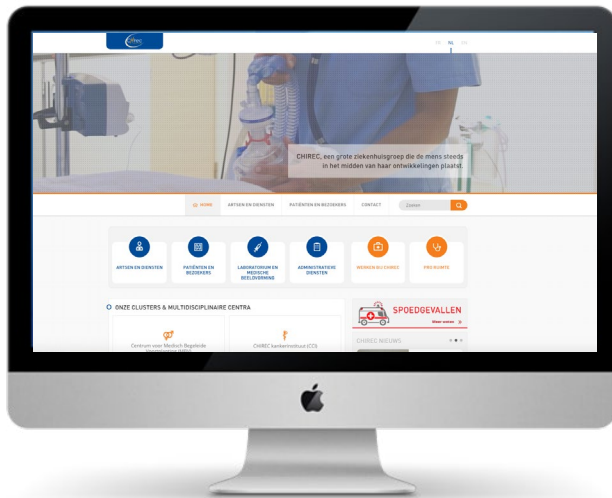 Chirec
FR NL EN
CHIREC, een grote ziekenhuisgroep die de mens steeds
in het midden van haar ontwikkelingen plaatst.
HOME ARTSEN EN DIENSTEN PATIËNTEN EN BEZOEKERS CONTACT Zoeken
ARTSEN EN DIENSTEN
PATIËNTEN EN
BEZOEKERS
LABORATORIUM EN
MEDISCHE
BEELDVORMING
ADMINISTRATIEVE
DIENSTEN
WERKEN BIJ CHIREC
PRO RUIMTE
ONZE CLUSTERS & MULTIDISCIPLINAIRE CENTRA
Centrum voor Medisch Begeleide
CHIREC kankerinstituut (CCI)
SPOEDGEVALLEN
Meer weten
CHIREC NIEUWS